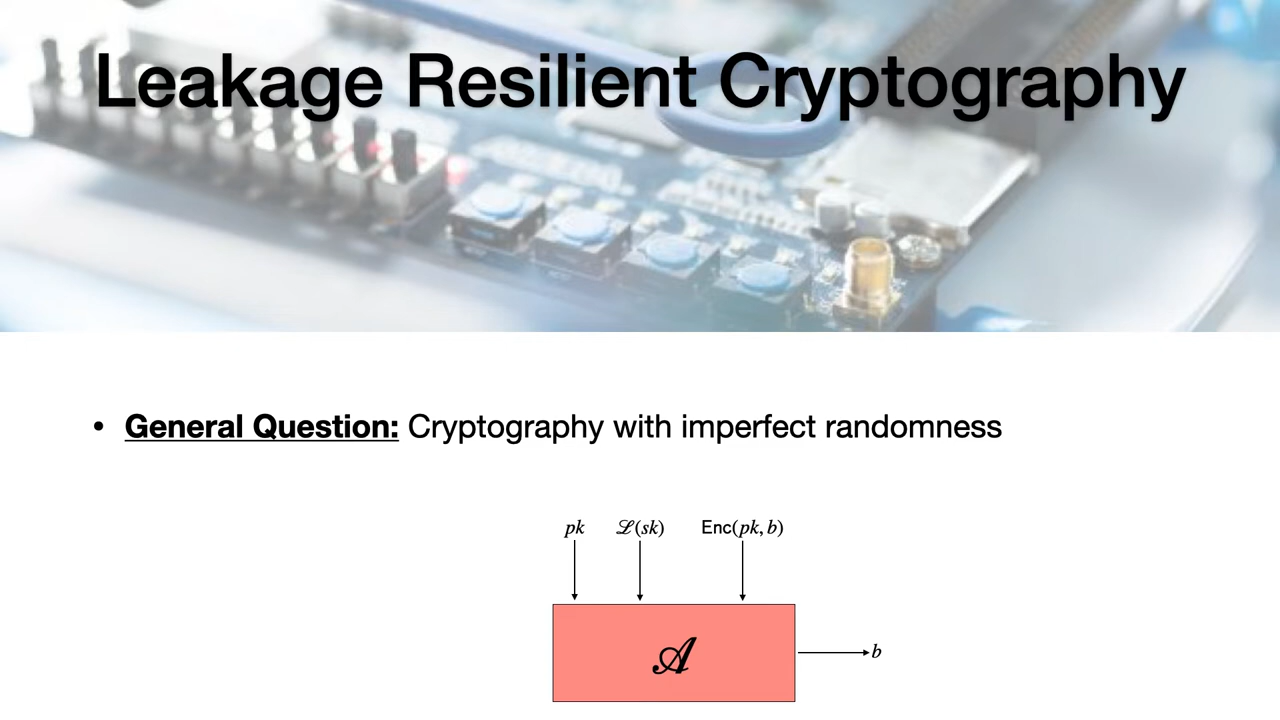 Leakage Resilient Cryptography
• General Question: Cryptography with imperfect randomness
pk ℒ(sk) Enc(pk, b)
𝒜
b